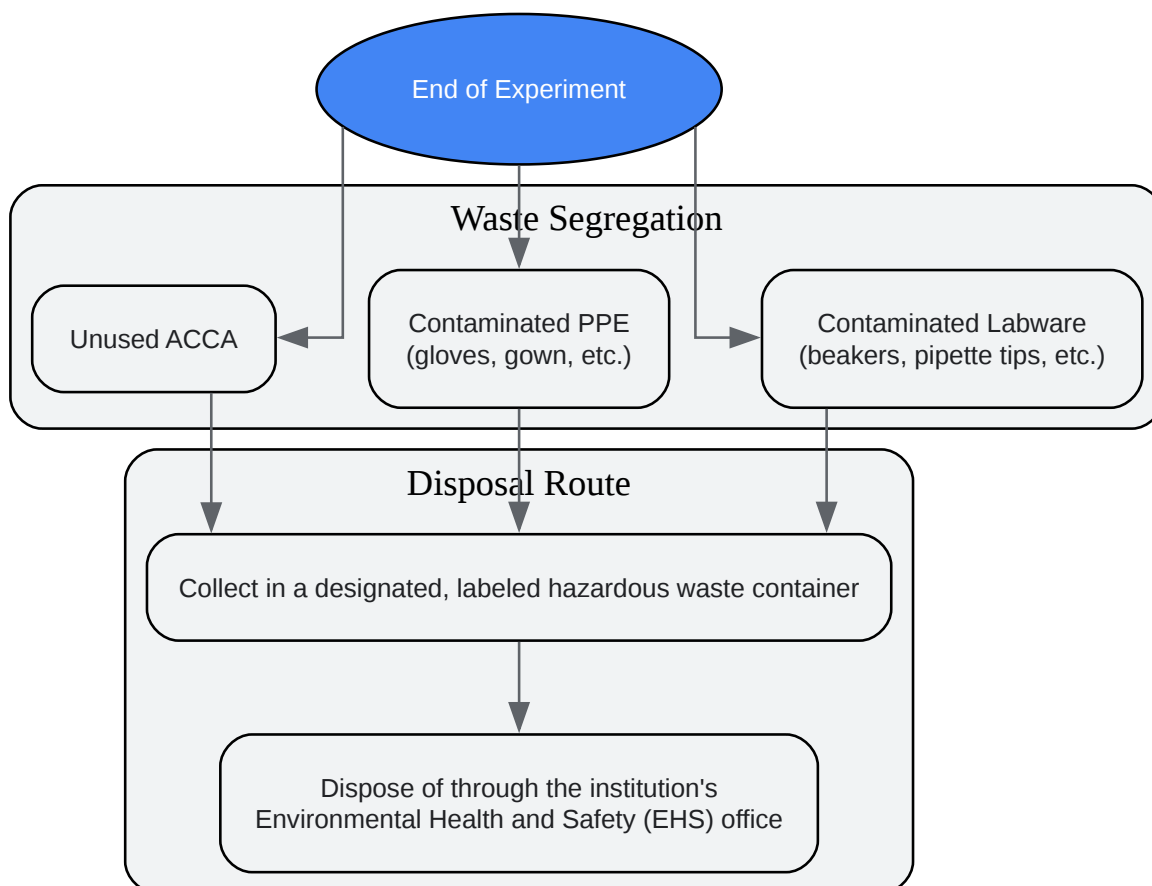 End of Experiment
Waste Segregation
Unused ACCA
Contaminated PPE
(gloves, gown, etc.)
Contaminated Labware
(beakers, pipette tips, etc.)
Disposal Route
Collect in a designated, labeled hazardous waste container
Dispose of through the institution's
Environmental Health and Safety (EHS) office